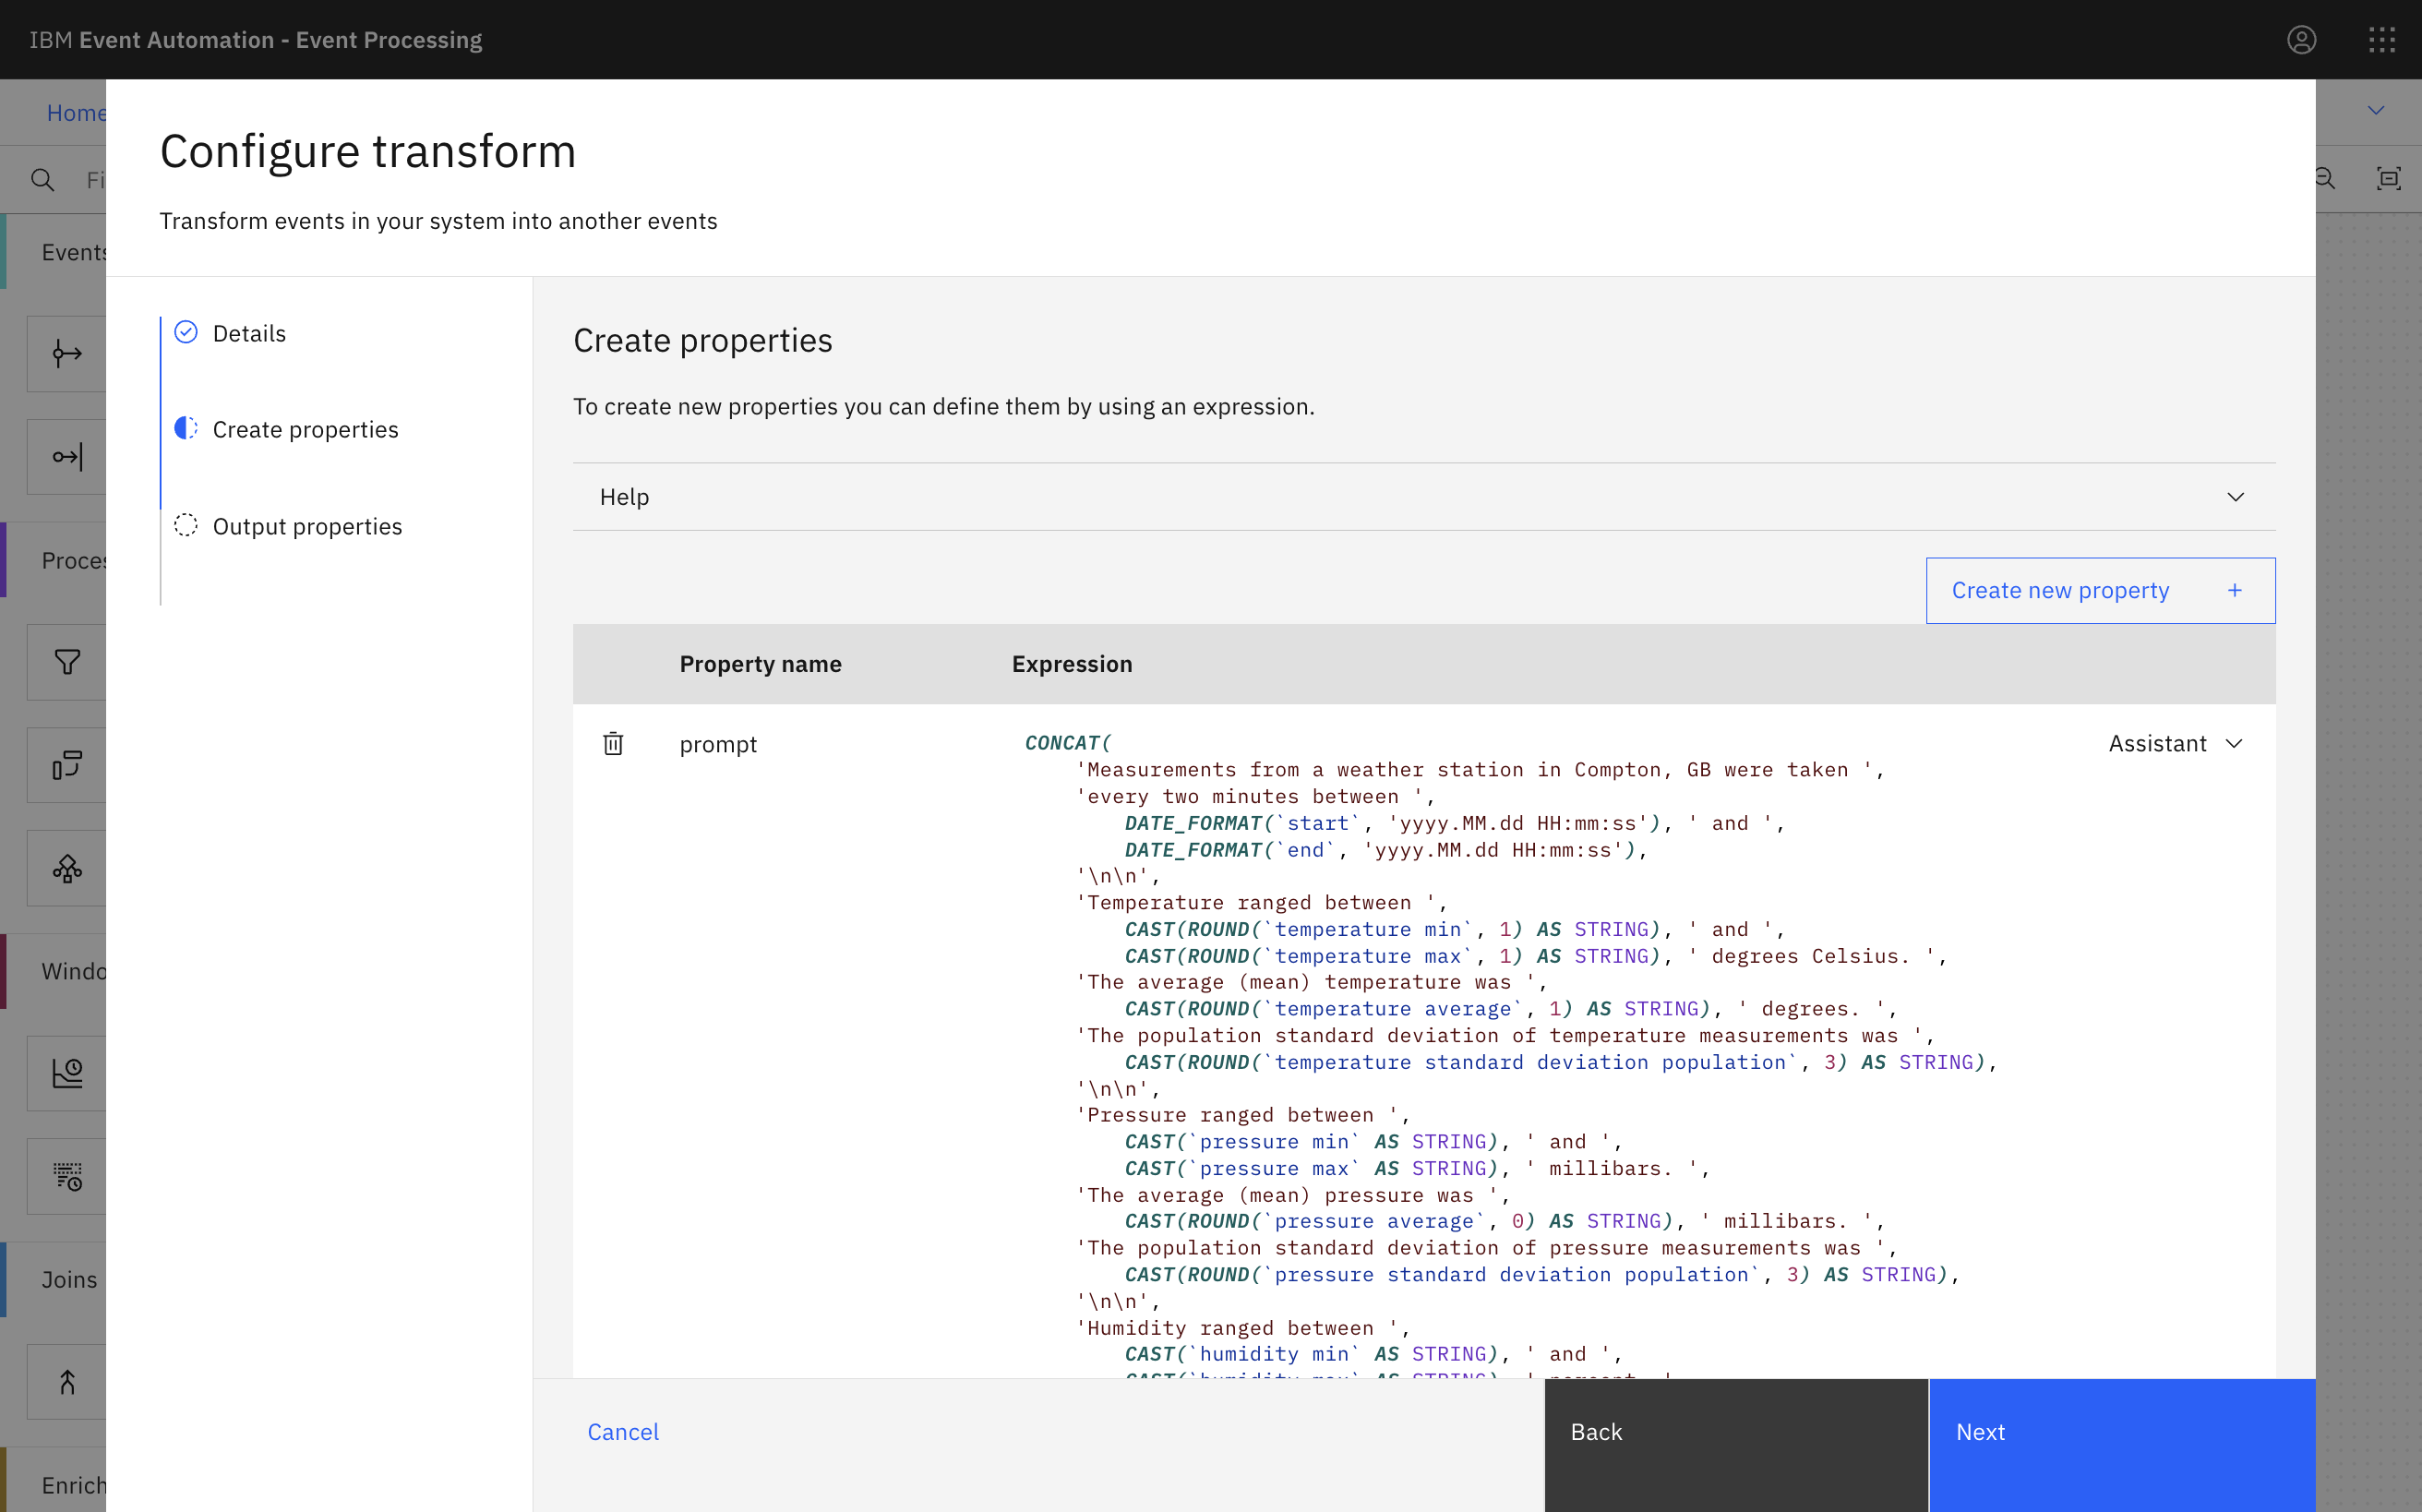 IBM Event Automation - Event Processing
Home
Fi
Configure transform
Transform events in your system into another events
Events
Proces
Windo
Joins
Enrich
Details
Create properties
Output properties
Create properties
To create new properties you can define them by using an expression.
Help
Create new property +
Property name Expression
prompt
Assistant
CONCAT(
'Measurements from a weather station in Compton, GB were taken ',
'every two minutes between ',
DATE_FORMAT(`start`, 'yyyy.MM.dd HH:mm:ss'), ' and ',
DATE_FORMAT(`end`, 'yyyy.MM.dd HH:mm:ss'),
'\n\n',
'Temperature ranged between ',
CAST(ROUND(`temperature min`, 1) AS STRING), ' and ',
CAST(ROUND(`temperature max`, 1) AS STRING), ' degrees Celsius. ',
'The average (mean) temperature was ',
CAST(ROUND(`temperature average`, 1) AS STRING), ' degrees. ',
'The population standard deviation of temperature measurements was ',
CAST(ROUND(`temperature standard deviation population`, 3) AS STRING),
'\n\n',
'Pressure ranged between ',
CAST(`pressure min` AS STRING), ' and ',
CAST(`pressure max` AS STRING), ' millibars. ',
'The average (mean) pressure was ',
CAST(ROUND(`pressure average`, 0) AS STRING), ' millibars. ',
'The population standard deviation of pressure measurements was ',
CAST(ROUND(`pressure standard deviation population`, 3) AS STRING),
'\n\n',
'Humidity ranged between ',
CAST(`humidity min` AS STRING), ' and ',
Cancel
Back
Next